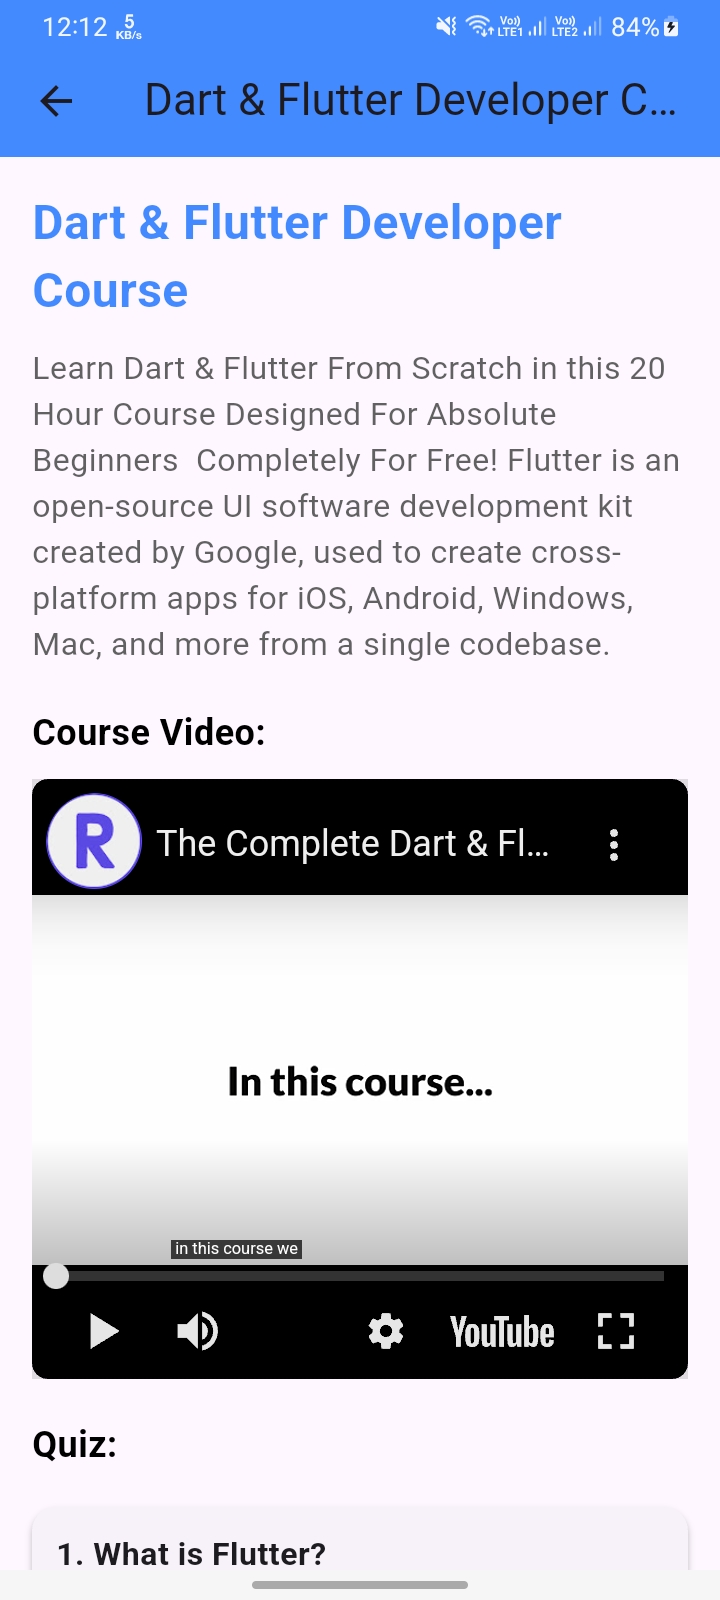 12:12 5 KB/s Vo)) LTE1 Vo)) LTE2 84%
Dart & Flutter Developer C...
Dart & Flutter Developer
Course
Learn Dart & Flutter From Scratch in this 20
Hour Course Designed For Absolute
Beginners  Completely For Free! Flutter is an
open-source UI software development kit
created by Google, used to create cross-
platform apps for iOS, Android, Windows,
Mac, and more from a single codebase.
Course Video:
R The Complete Dart & Fl...
In this course...
in this course we
YouTube
Quiz:
1. What is Flutter?